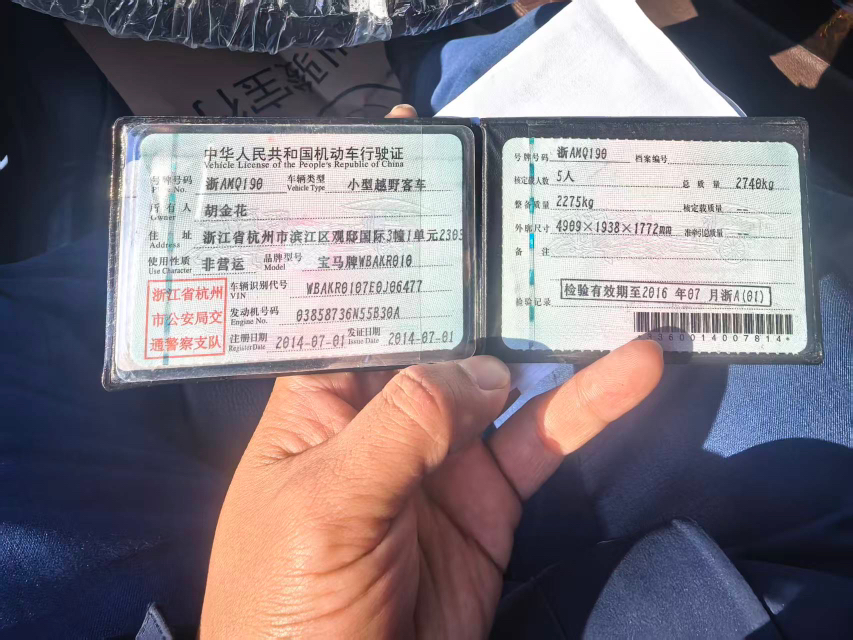 中华人民共和国机动车行驶证
Vehicle License of the People's Republic of China
号牌号码 浙AMQ190 车辆类型 小型越野客车
No. Vehicle Type
所有人 胡金花
Owner
住 址 浙江省杭州市滨江区观邸国际3幢1单元2303
Address
使用性质 非营运 品牌型号 宝马牌WBAKR010
Use Character Model
浙江省杭州
市公安局交
通警察支队
车辆识别代号 WBAKR0107E0J06477
VIN
发动机号码 03858736N55B30A
Engine No.
注册日期 2014-07-01 发证日期 2014-07-01
Register Date Issue Date
号牌号码 浙AMQ190 档案编号
核定载人数 5人 总质量 2740kg
整备质量 2275kg 核定载质量 --
外廓尺寸 4909×1938×1772mm 准牵引总质量 --
备 注
检验记录 检验有效期至2016 年07 月浙A(01)
3600014007814*